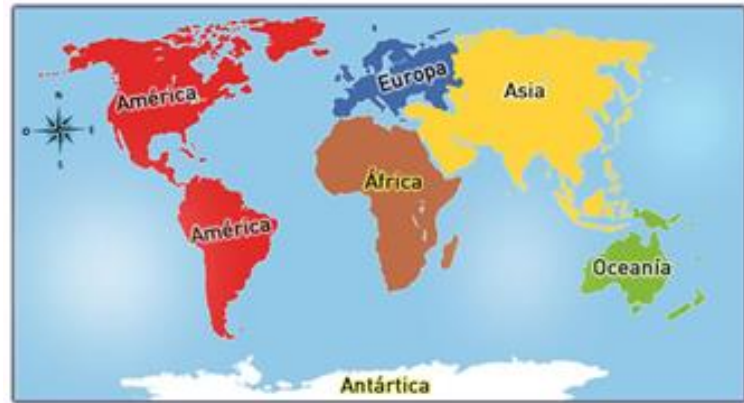 América
Europa
Asia
N
O E
S
África
América
Oceanía
Antártica